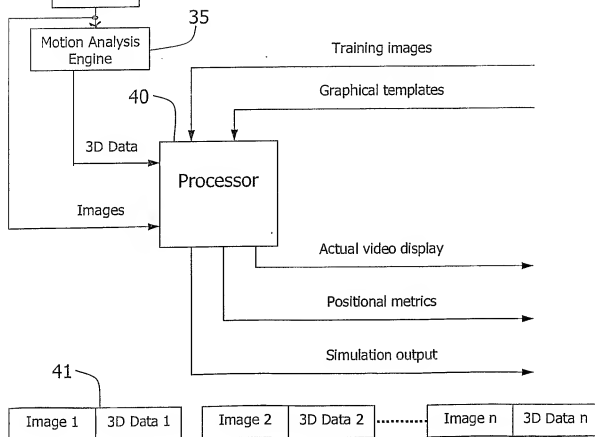 35
Motion Analysis
Engine
Training images
Graphical templates
40
3D Data
Processor
Images
Actual video display
Positional metrics
Simulation output
41
Image 1 3D Data 1 Image 2 3D Data 2 Image n 3D Data n